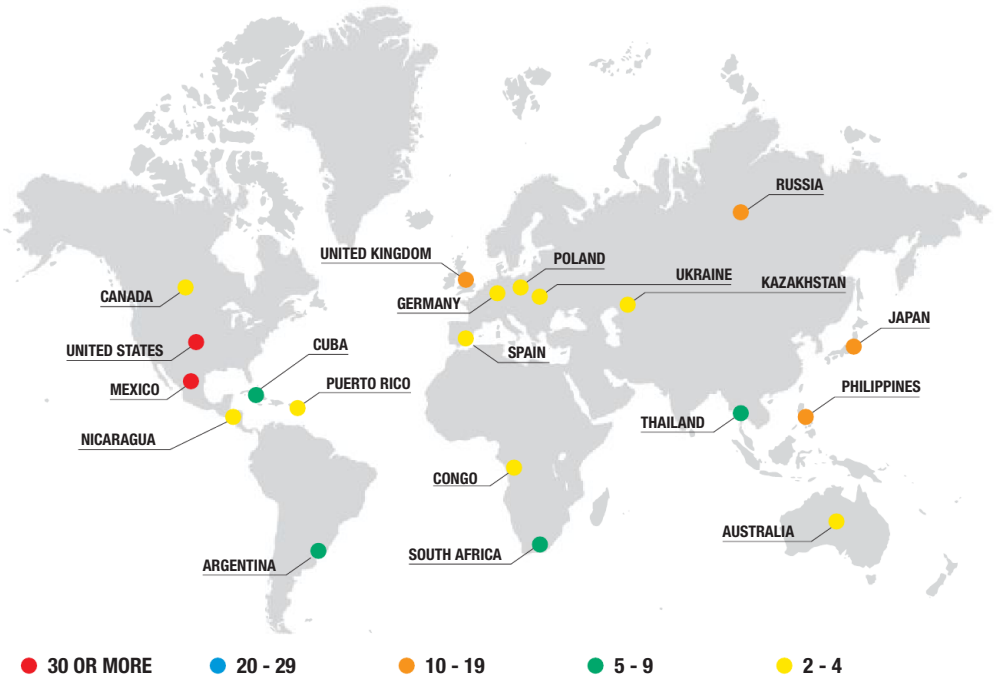 RUSSIA
UNITED KINGDOM
POLAND
UKRAINE
KAZAKHSTAN
CANADA
GERMANY
JAPAN
UNITED STATES
CUBA
SPAIN
MEXICO
PUERTO RICO
PHILIPPINES
THAILAND
NICARAGUA
CONGO
AUSTRALIA
SOUTH AFRICA
ARGENTINA
30 OR MORE
20 - 29
10 - 19
5 - 9
2 - 4